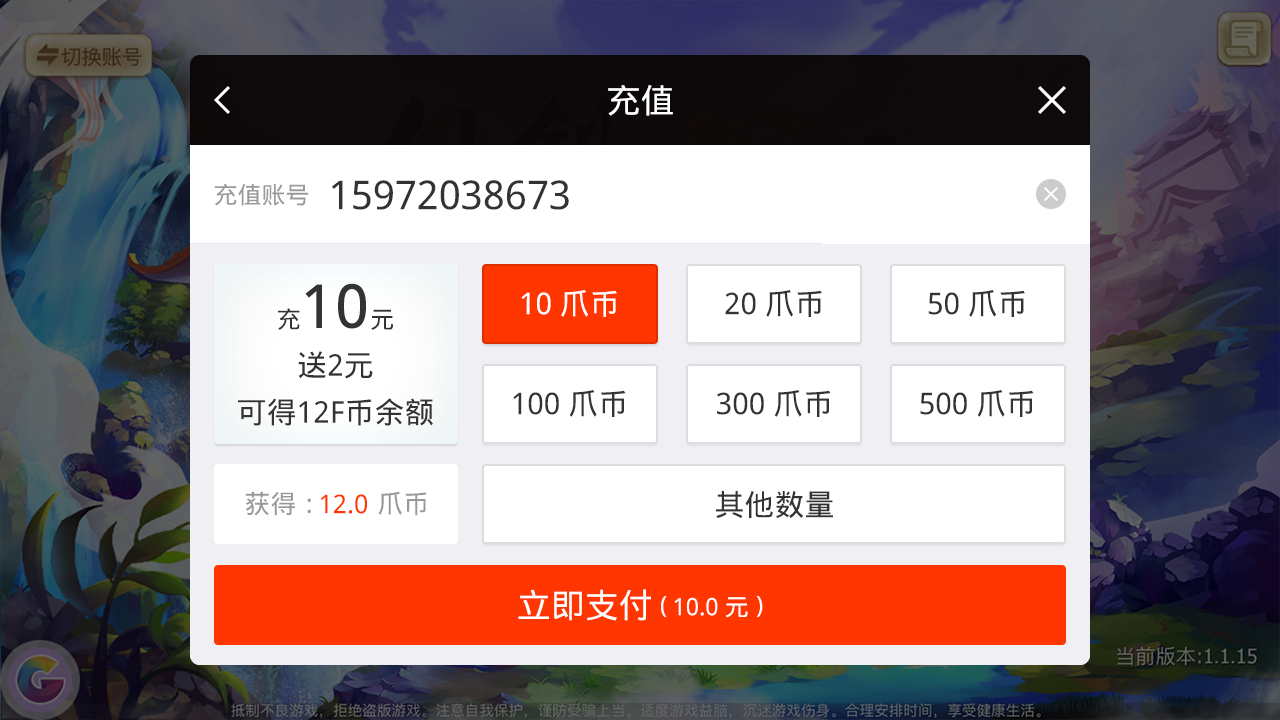 切换账号
充值
充值账号 15972038673
充10元
送2元
可得12F币余额
10 爪币
20 爪币
50 爪币
100 爪币
300 爪币
500 爪币
获得 : 12.0 爪币
其他数量
立即支付 ( 10.0 元 )
当前版本:1.1.15
抵制不良游戏，拒绝盗版游戏。注意自我保护，谨防受骗上当。适度游戏益脑，沉迷游戏伤身。合理安排时间，享受健康生活。